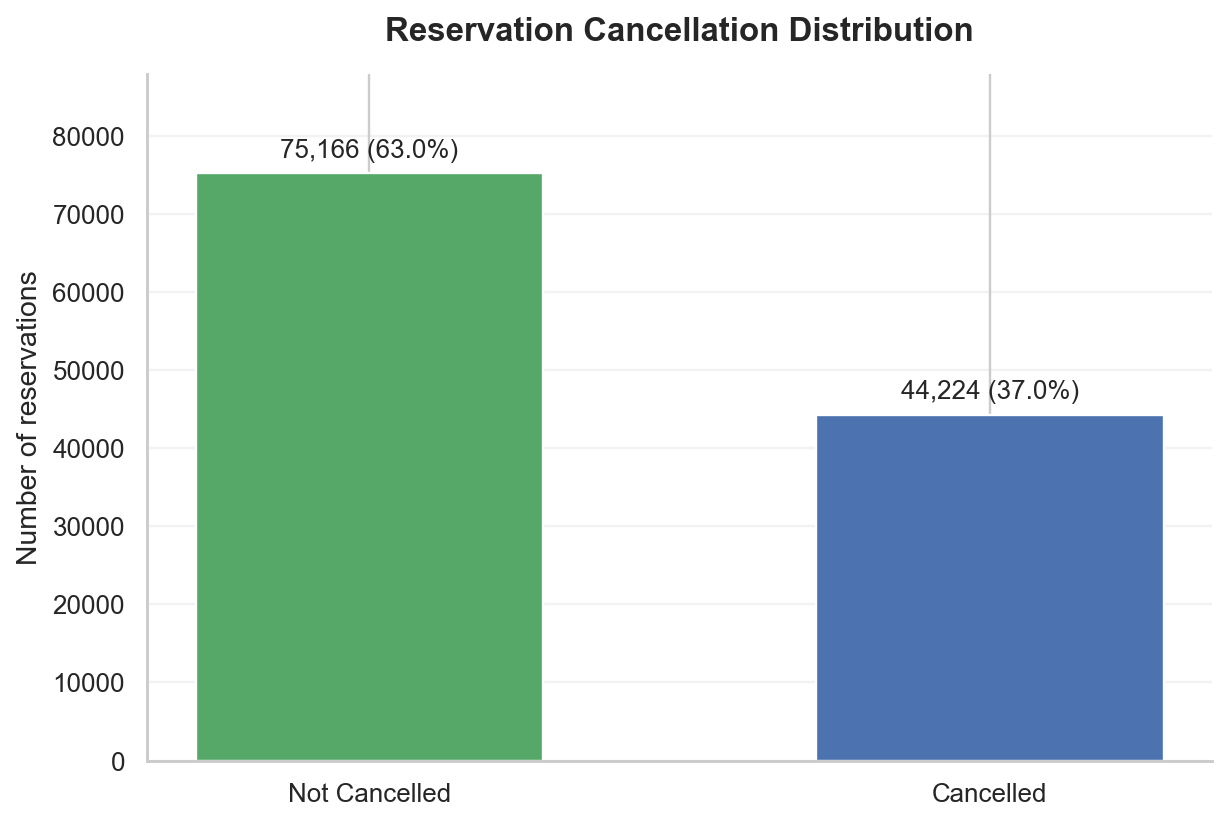 Reservation Cancellation Distribution
Number of reservations
80000
70000
60000
50000
40000
30000
20000
10000
0
75,166 (63.0%)
44,224 (37.0%)
Not Cancelled
Cancelled